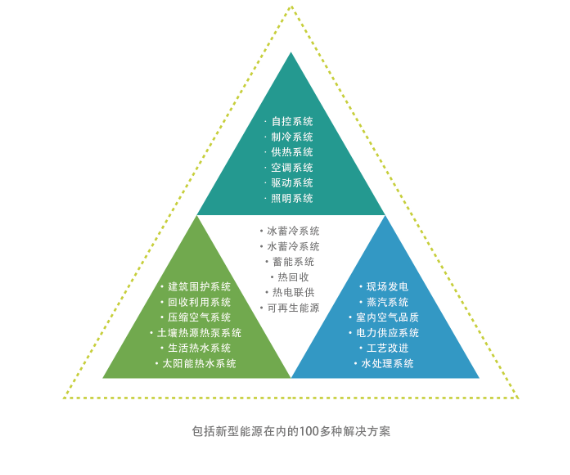 · 自控系统
· 制冷系统
· 供热系统
· 空调系统
· 驱动系统
· 照明系统
• 冰蓄冷系统
• 水蓄冷系统
• 蓄能系统
• 热回收
• 热电联供
• 可再生能源
• 建筑围护系统
• 回收利用系统
• 压缩空气系统
• 土壤热源热泵系统
• 生活热水系统
• 太阳能热水系统
• 现场发电
• 蒸汽系统
• 室内空气品质
• 电力供应系统
• 工艺改进
• 水处理系统
包括新型能源在内的100多种解决方案